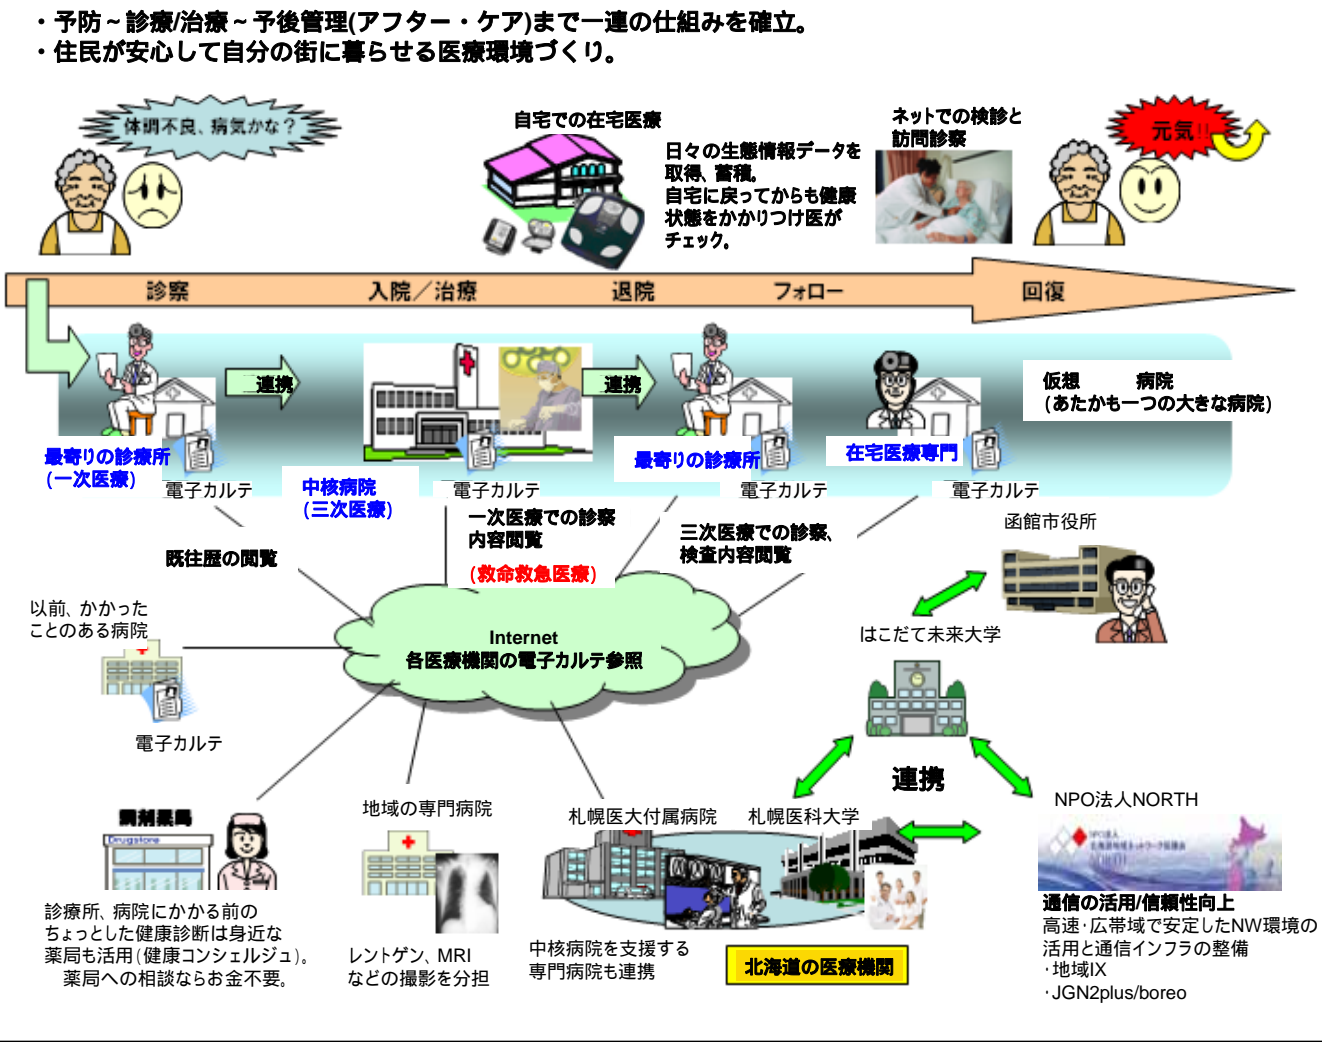 ・予防～診療/治療～予後管理(アフター・ケア)まで一連の仕組みを確立。
・住民が安心して自分の街に暮らせる医療環境づくり。
体調不良、病気かな？
自宅での在宅医療
日々の生態情報データを
取得、蓄積。
自宅に戻ってからも健康
状態をかかりつけ医が
チェック。
ネットでの検診と
訪問診察
元気!!
診察
入院／治療
退院
フォロー
回復
連携
連携
仮想　　　病院
(あたかも一つの大きな病院)
最寄りの診療所
(一次医療)
電子カルテ
中核病院
(三次医療)
電子カルテ
最寄りの診療所
電子カルテ
在宅医療専門
電子カルテ
既往歴の閲覧
一次医療での診察
内容閲覧
(救命救急医療)
三次医療での診察、
検査内容閲覧
函館市役所
以前、かかった
ことのある病院
電子カルテ
Internet
各医療機関の電子カルテ参照
はこだて未来大学
連携
調剤薬局
Drugstore
診療所、病院にかかる前の
ちょっとした健康診断は身近な
薬局も活用(健康コンシェルジュ)。
薬局への相談ならお金不要。
地域の専門病院
レントゲン、MRI
などの撮影を分担
札幌医大付属病院
札幌医科大学
中核病院を支援する
専門病院も連携
北海道の医療機関
NPO法人NORTH
NPO法人
通信の活用/信頼性向上
高速・広帯域で安定したNW環境の
活用と通信インフラの整備
・地域IX
・JGN2plus/boreo